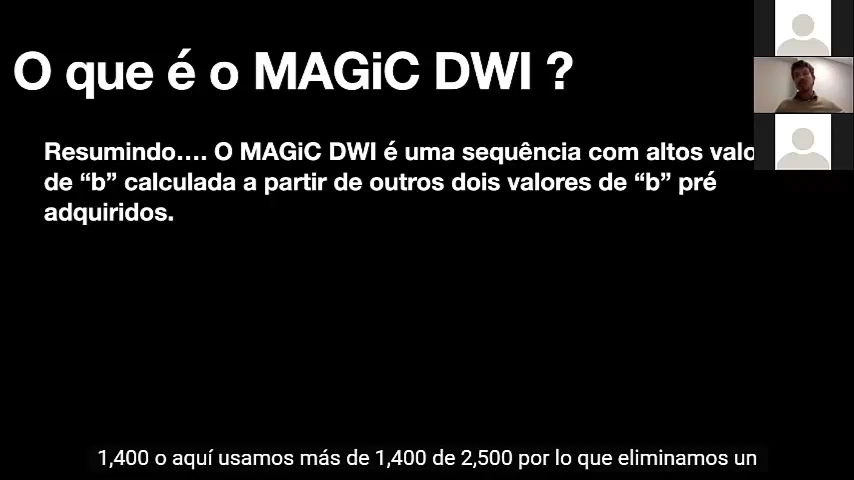 O que é o MAGiC DWI ?
Resumindo.... O MAGiC DWI é uma sequência com altos
de “b” calculada a partir de outros dois valores de “b” pré
adquiridos.
1,400 o aquí usamos más de 1,400 de 2,500 por lo que eliminamos un